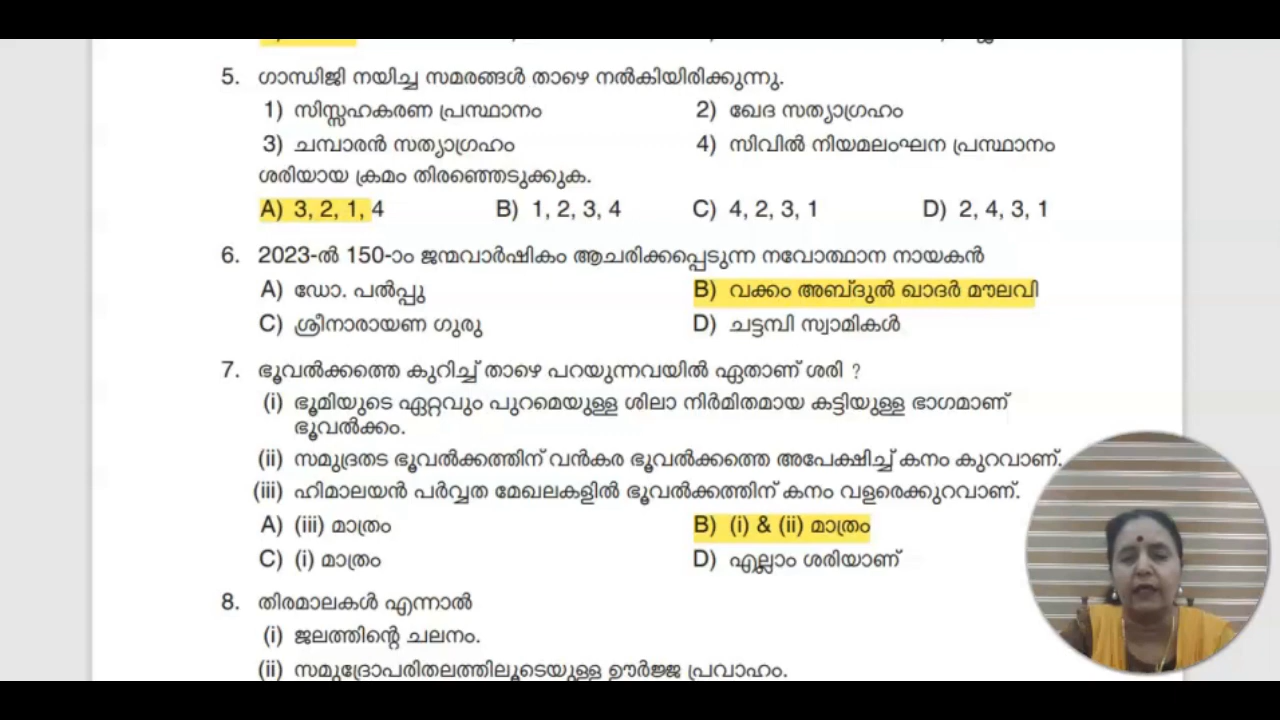 5. ഗാന്ധിജി നയിച്ച സമരങ്ങൾ താഴെ നൽകിയിരിക്കുന്നു.
1) സിസ്സഹകരണ പ്രസ്ഥാനം 2) ഖേദ സത്യാഗ്രഹം
3) ചമ്പാരൻ സത്യാഗ്രഹം 4) സിവിൽ നിയമലംഘന പ്രസ്ഥാനം
ശരിയായ ക്രമം തിരഞ്ഞെടുക്കുക.
A) 3, 2, 1, 4 B) 1, 2, 3, 4 C) 4, 2, 3, 1 D) 2, 4, 3, 1
6. 2023-ൽ 150-ാം ജന്മവാർഷികം ആചരിക്കപ്പെടുന്ന നവോത്ഥാന നായകൻ
A) ഡോ. പൽപ്പു B) വക്കം അബ്ദുൽ ഖാദർ മൗലവി
C) ശ്രീനാരായണ ഗുരു D) ചട്ടമ്പി സ്വാമികൾ
7. ഭൂവൽക്കത്തെ കുറിച്ച് താഴെ പറയുന്നവയിൽ ഏതാണ് ശരി ?
(i) ഭൂമിയുടെ ഏറ്റവും പുറമെയുള്ള ശിലാ നിർമിതമായ കട്ടിയുള്ള ഭാഗമാണ്
ഭൂവൽക്കം.
(ii) സമുദ്രതട ഭൂവൽക്കത്തിന് വൻകര ഭൂവൽക്കത്തെ അപേക്ഷിച്ച് കനം കുറവാണ്.
(iii) ഹിമാലയൻ പർവ്വത മേഖലകളിൽ ഭൂവൽക്കത്തിന് കനം വളരെക്കുറവാണ്.
A) (iii) മാത്രം B) (i) & (ii) മാത്രം
C) (i) മാത്രം D) എല്ലാം ശരിയാണ്
8. തിരമാലകൾ എന്നാൽ
(i) ജലത്തിന്റെ ചലനം.
(ii) സമുദ്രോപരിതലത്തിലൂടെയുള്ള ഊർജ്ജ പ്രവാഹം.